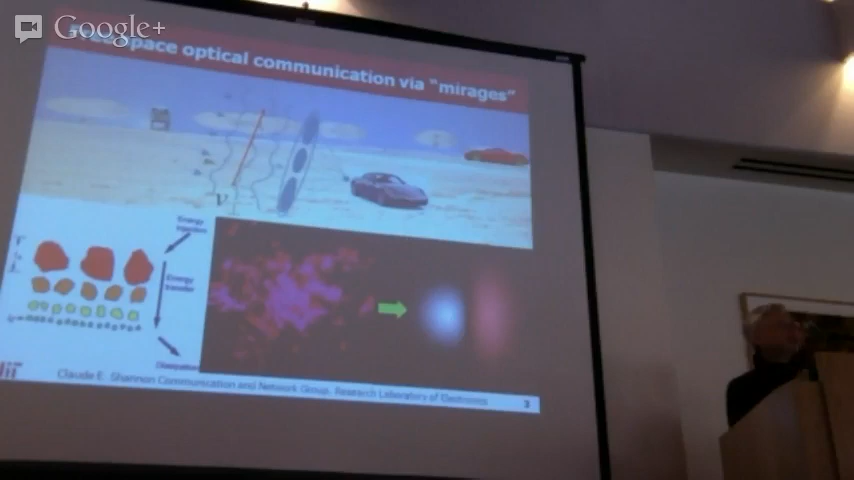 Google+
space optical communication via "mirages"
Energy
Energy
transfer
Dissipation
Claude E. Shannon Communication and Network Group, Research Laboratory of Electronics
3